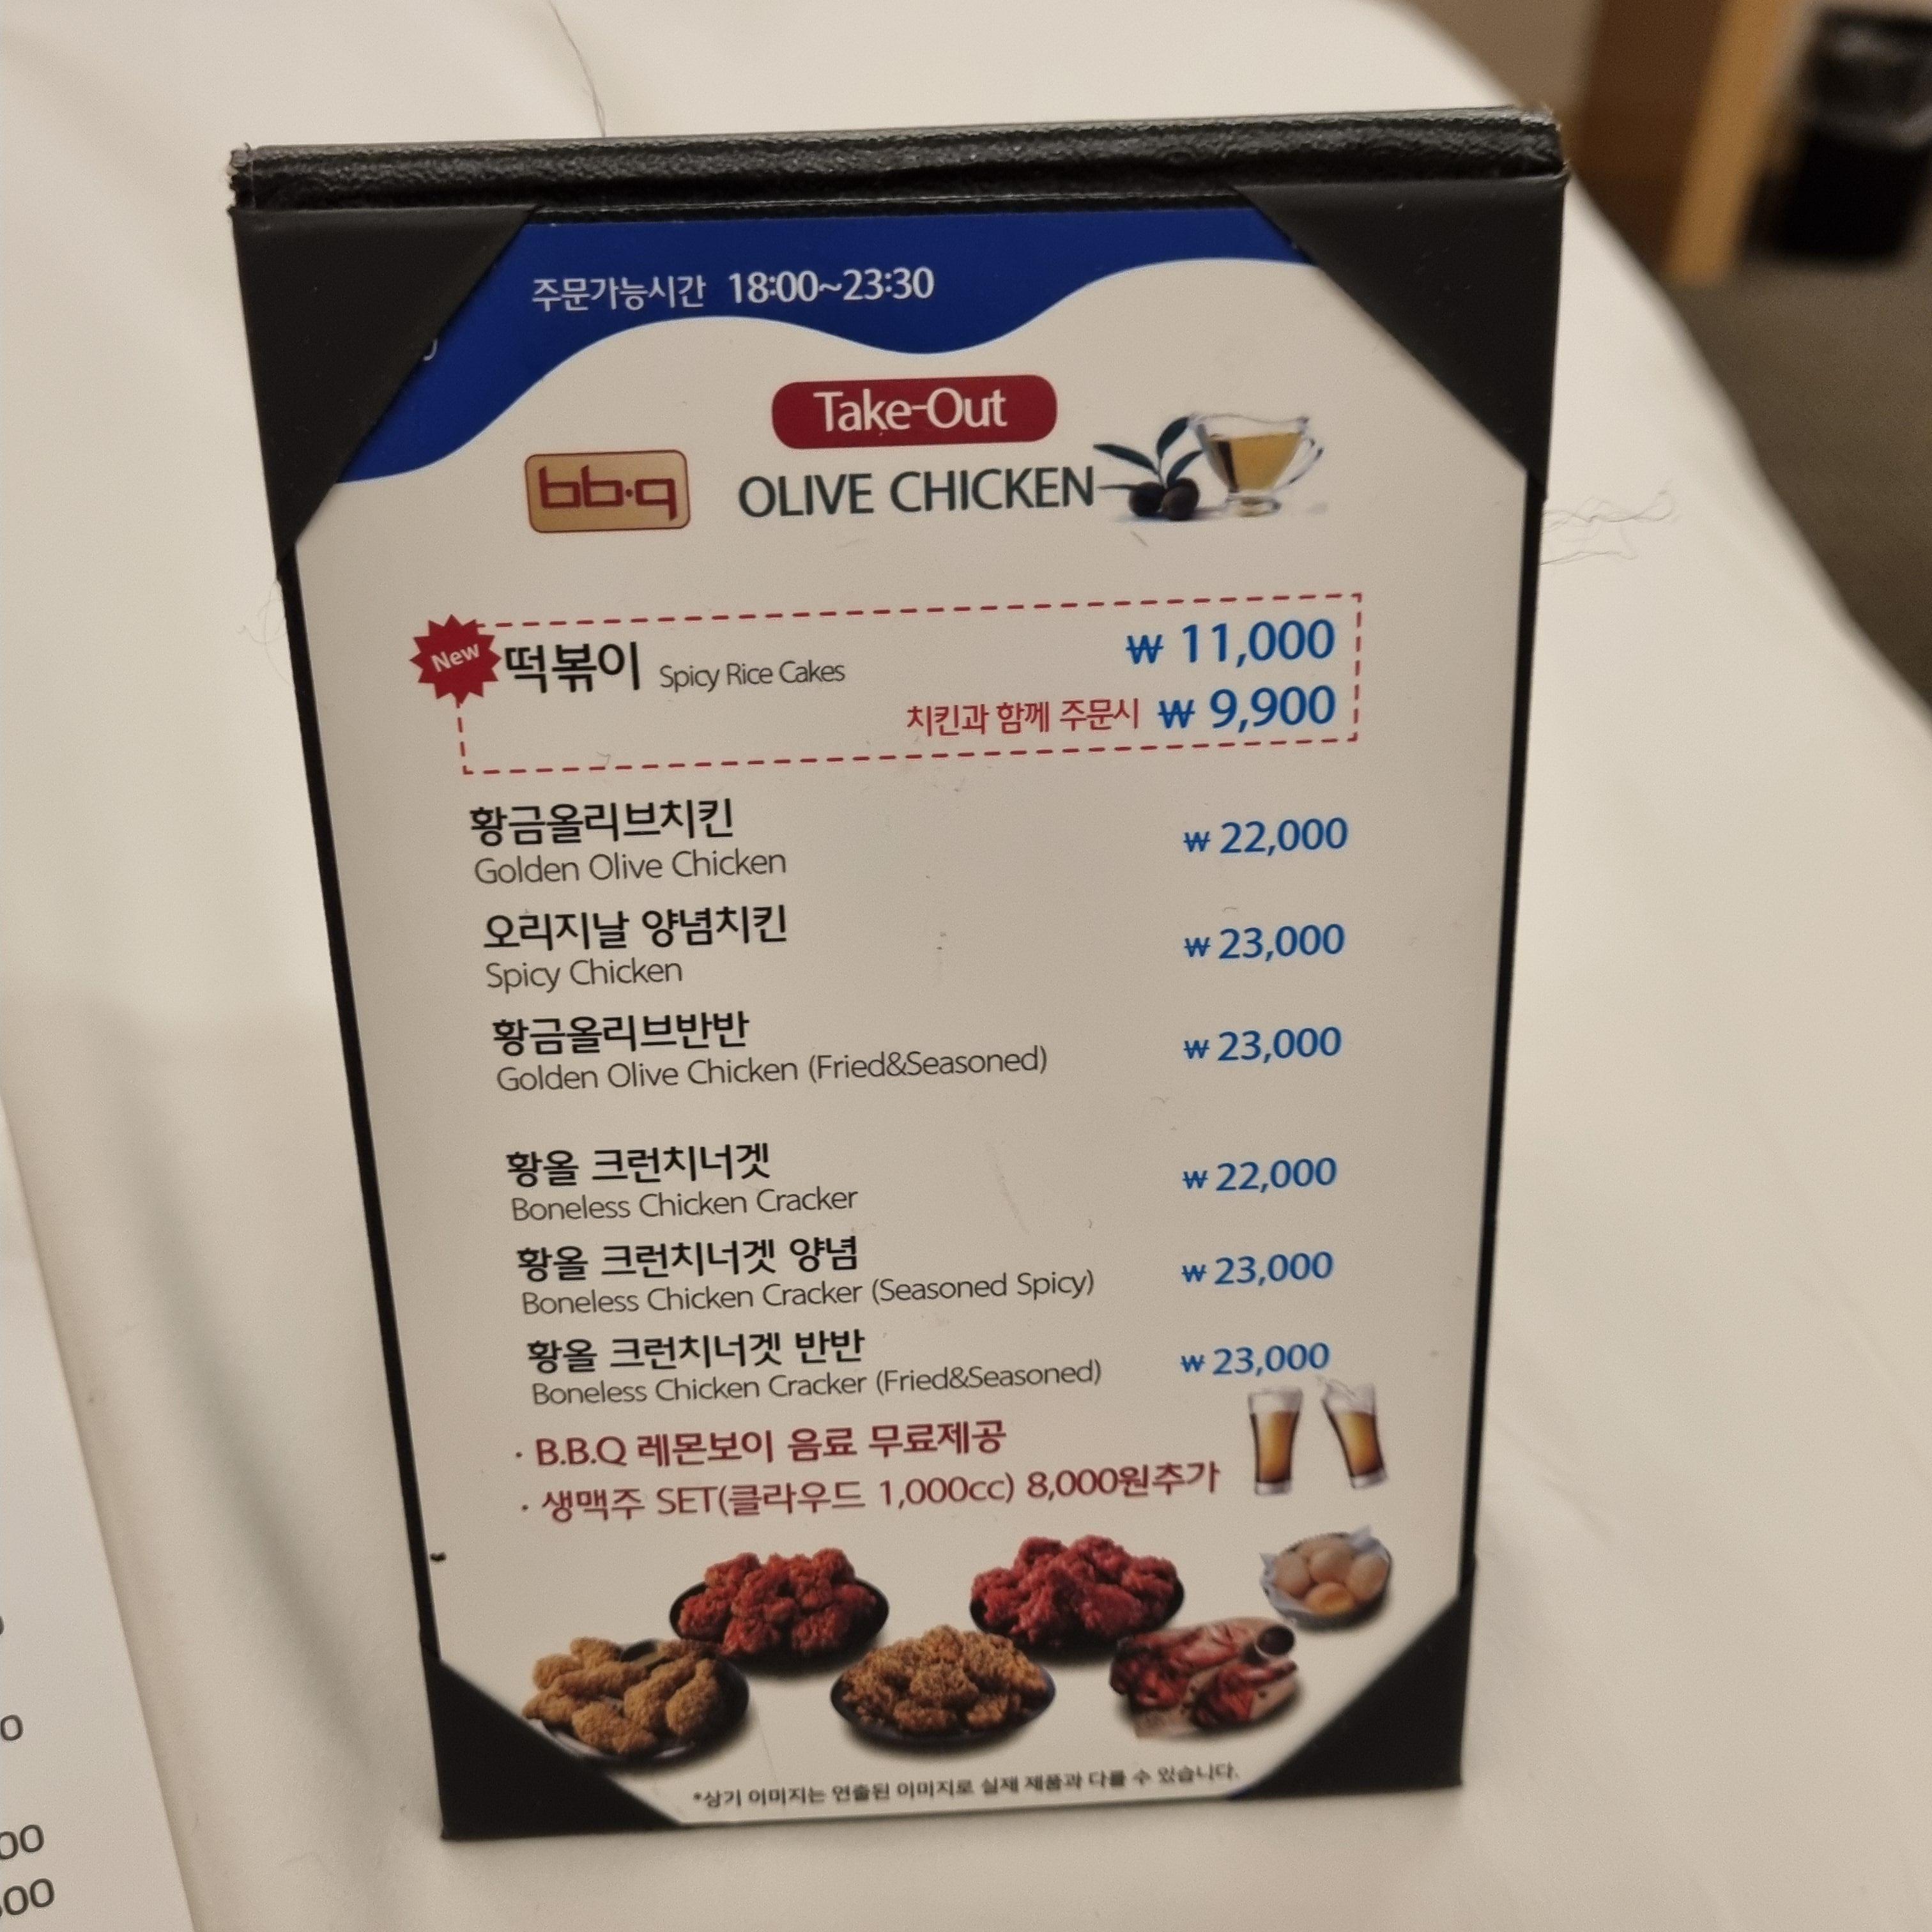 주문가능시간 18:00~23:30
Take-Out
bb.q OLIVE CHICKEN
New 떡볶이 Spicy Rice Cakes ₩ 11,000
치킨과 함께 주문시 ₩ 9,900
황금올리브치킨
Golden Olive Chicken ₩ 22,000
오리지날 양념치킨
Spicy Chicken ₩ 23,000
황금올리브반반
Golden Olive Chicken (Fried&Seasoned) ₩ 23,000
황올 크런치너겟
Boneless Chicken Cracker ₩ 22,000
황올 크런치너겟 양념
Boneless Chicken Cracker (Seasoned Spicy) ₩ 23,000
황올 크런치너겟 반반
Boneless Chicken Cracker (Fried&Seasoned) ₩ 23,000
· B.B.Q 레몬보이 음료 무료제공
· 생맥주 SET(클라우드 1,000cc) 8,000원추가
*상기 이미지는 연출된 이미지로 실제 제품과 다를 수 있습니다.